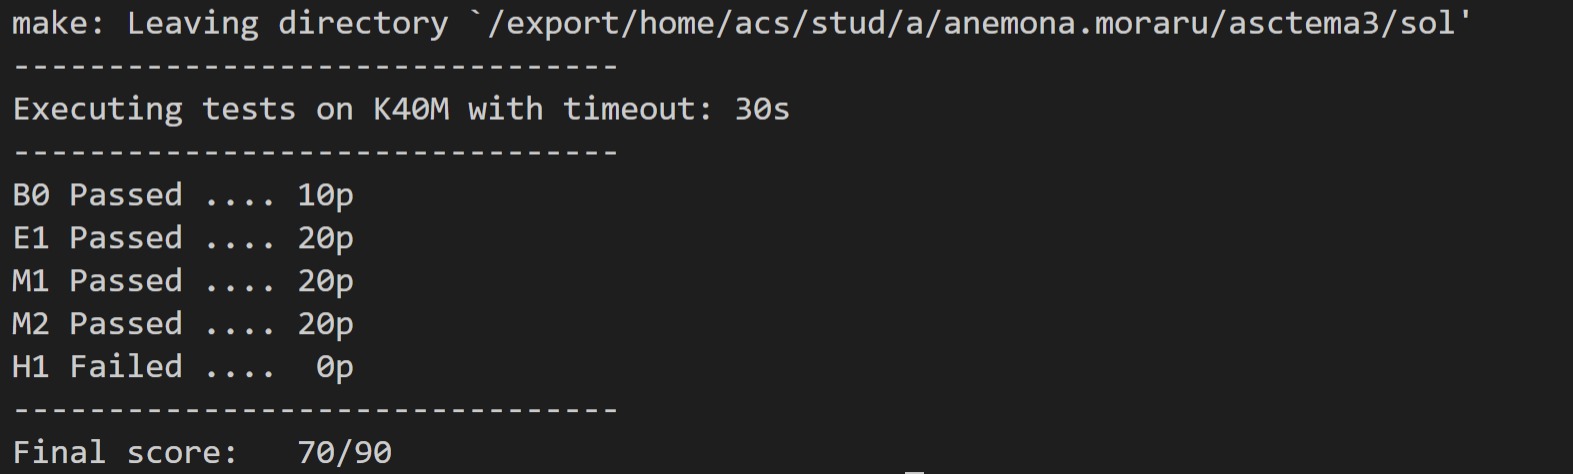 make: Leaving directory `/export/home/acs/stud/a/anemona.moraru/asctema3/sol'
--------------------------------
Executing tests on K40M with timeout: 30s
--------------------------------
B0 Passed .... 10p
E1 Passed .... 20p
M1 Passed .... 20p
M2 Passed .... 20p
H1 Failed ....  0p
--------------------------------
Final score:   70/90